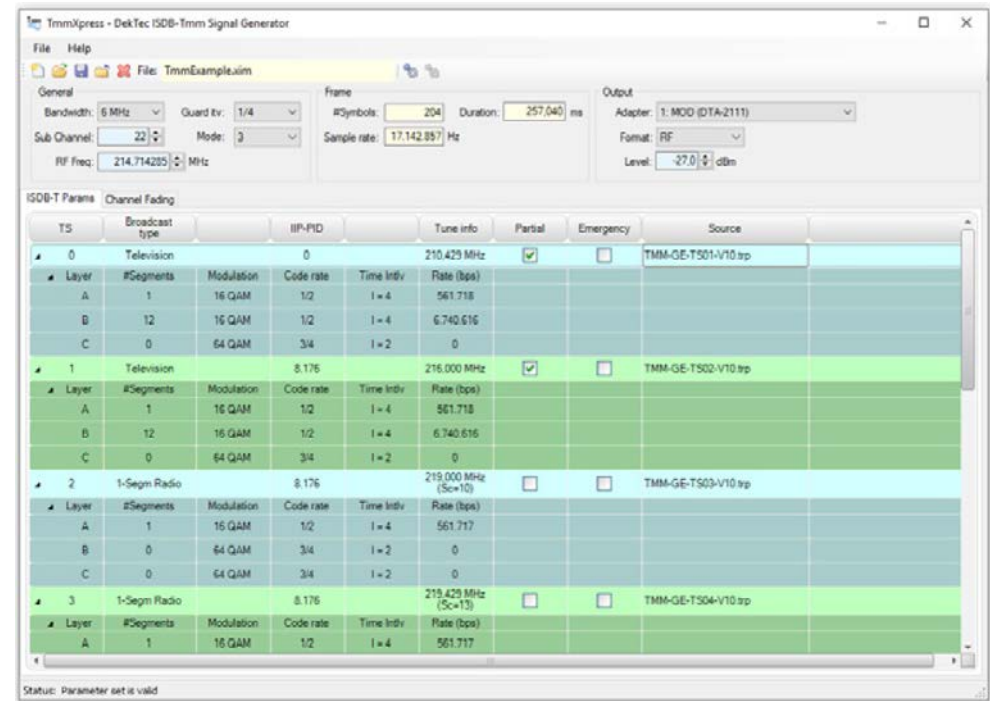 TmmXpress - DekTec ISDB-Tmm Signal Generator
File Help
File: TmmExample.xim
General
Bandwidth: 6 MHz Guard itv: 1/4
Sub Channel: 22 Mode: 3
RF Freq: 214,714285 MHz
Frame
#Symbols: 204 Duration: 257,040 ms
Sample rate: 17.142.857 Hz
Output
Adapter: 1: MOD (DTA-2111)
Format: RF
Level: -27,0 dBm
ISDB-T Params Channel Fading
TS Broadcast type IIP-PID Tune info Partial Emergency Source
0 Television 0 210.429 MHz TMM-GE-TS01-V10.trp
Layer #Segments Modulation Code rate Time Intlv Rate (bps)
A 1 16 QAM 1/2 I = 4 561.718
B 12 16 QAM 1/2 I = 4 6.740.616
C 0 64 QAM 3/4 I = 2 0
1 Television 8.176 216.000 MHz TMM-GE-TS02-V10.trp
Layer #Segments Modulation Code rate Time Intlv Rate (bps)
A 1 16 QAM 1/2 I = 4 561.718
B 12 16 QAM 1/2 I = 4 6.740.616
C 0 64 QAM 3/4 I = 2 0
2 1-Segm Radio 8.176 219,000 MHz (Sc=10) TMM-GE-TS03-V10.trp
Layer #Segments Modulation Code rate Time Intlv Rate (bps)
A 1 16 QAM 1/2 I = 4 561.717
B 0 64 QAM 3/4 I = 2 0
C 0 64 QAM 3/4 I = 2 0
3 1-Segm Radio 8.176 219,429 MHz (Sc=13) TMM-GE-TS04-V10.trp
Layer #Segments Modulation Code rate Time Intlv Rate (bps)
A 1 16 QAM 1/2 I = 4 561.717
Status: Parameter set is valid